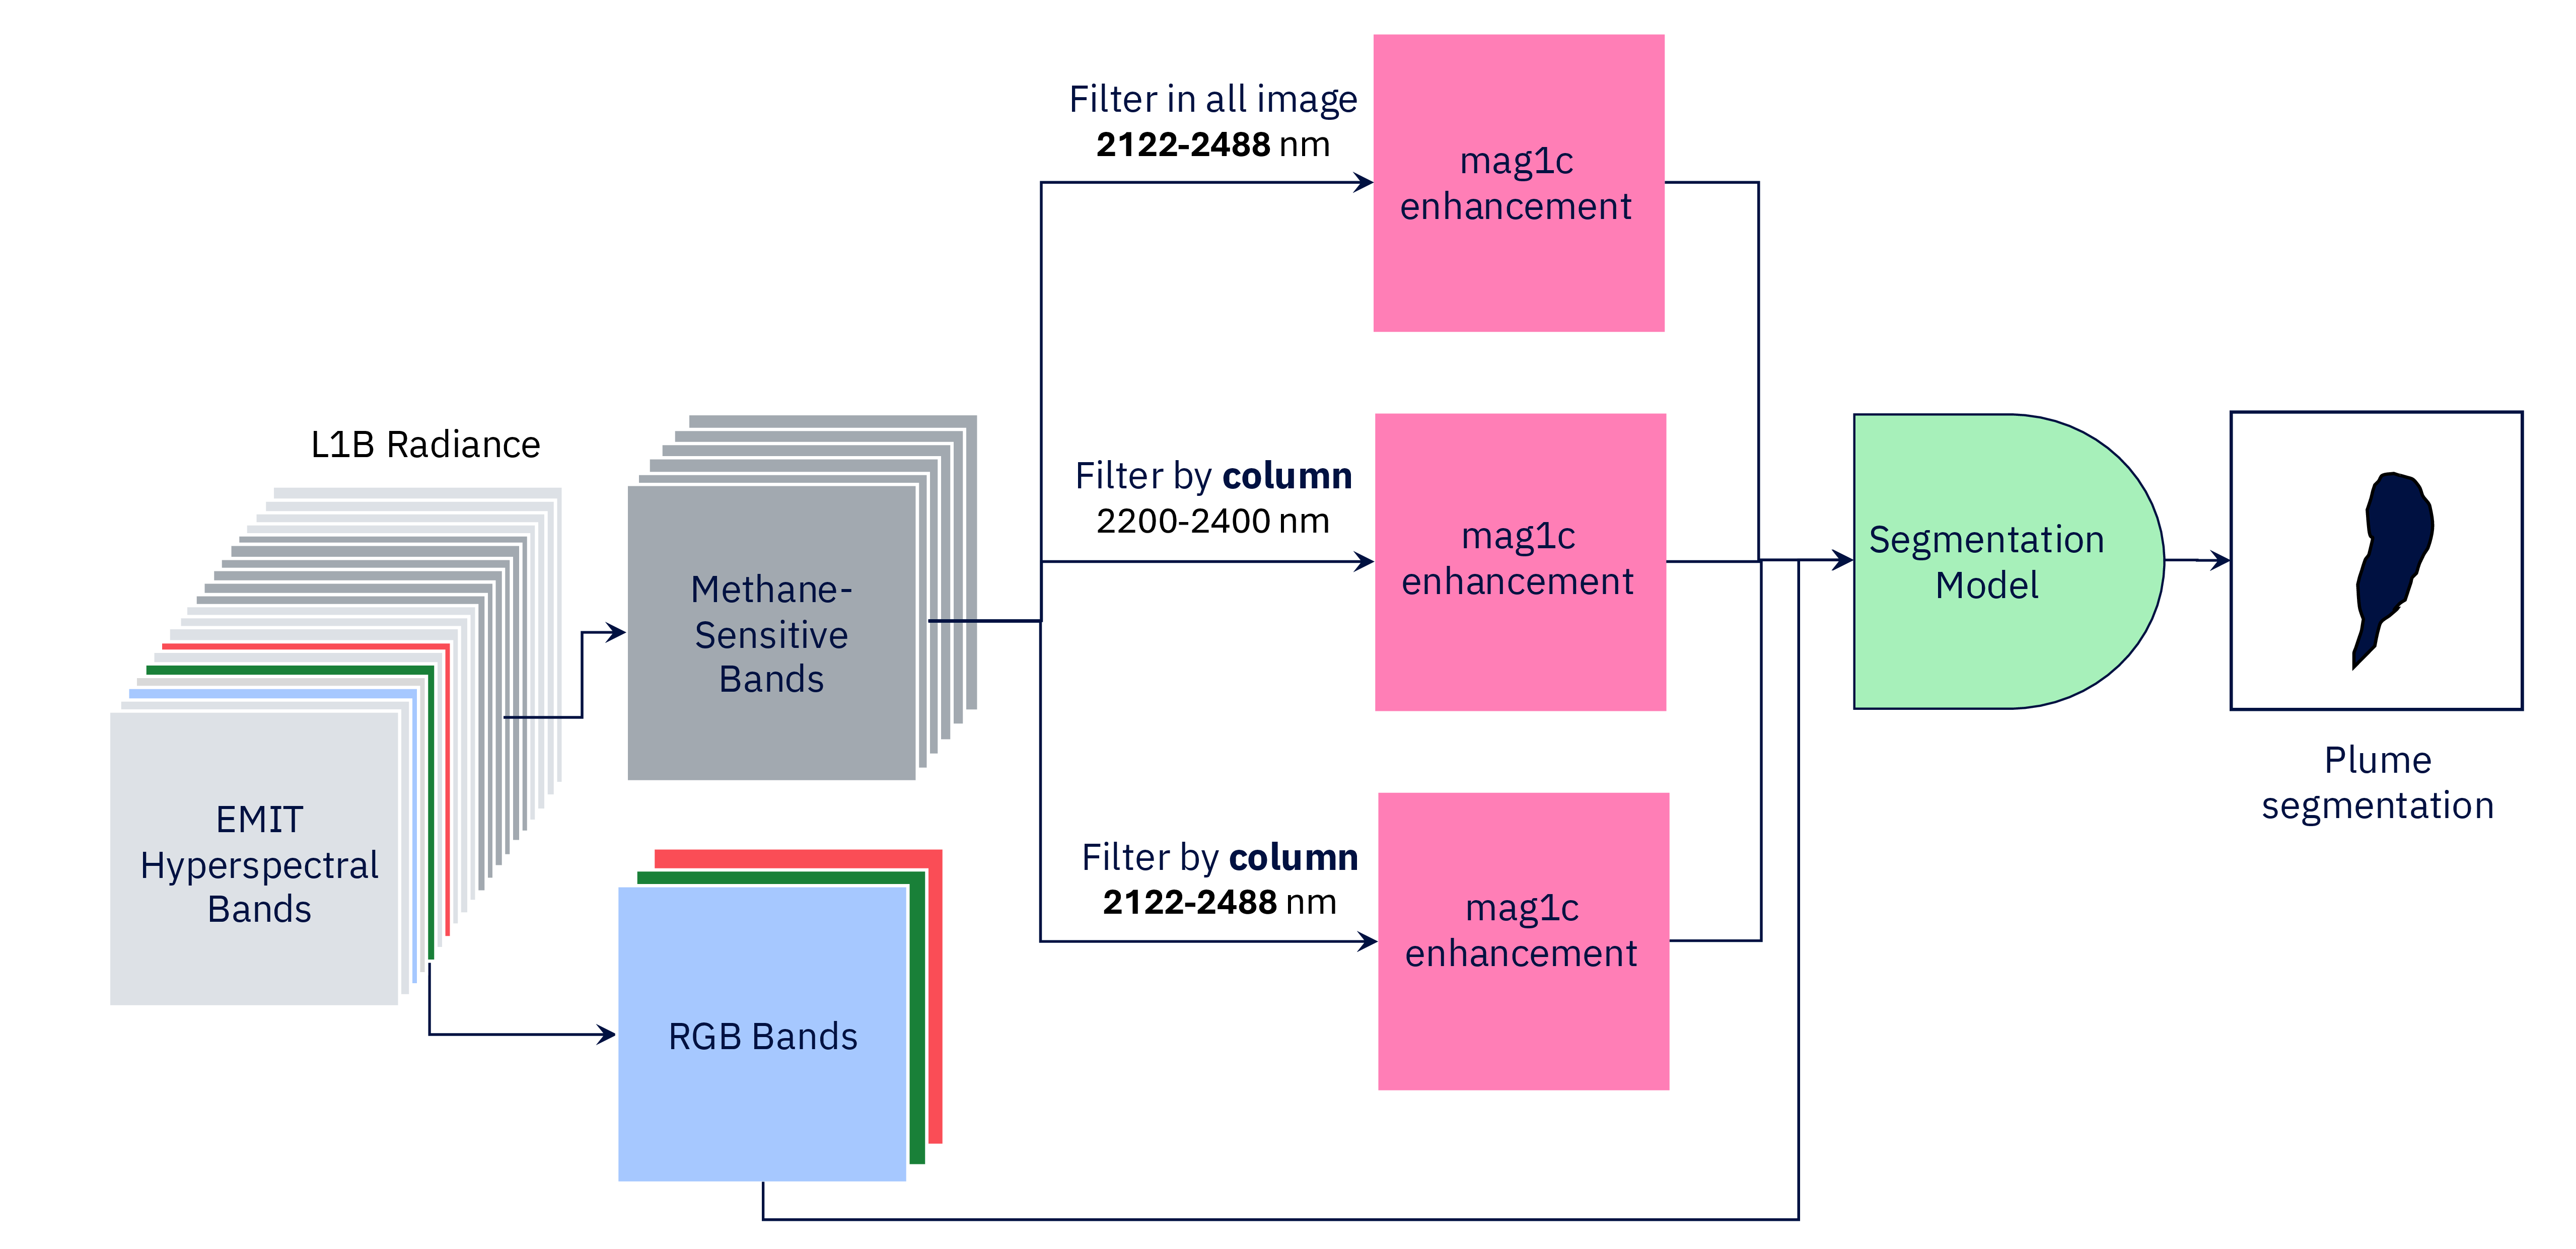 L1B Radiance
EMIT
Hyperspectral
Bands
Methane-
Sensitive
Bands
RGB Bands
Filter in all image
2122-2488 nm
mag1c
enhancement
Filter by column
2200-2400 nm
mag1c
enhancement
Filter by column
2122-2488 nm
mag1c
enhancement
Segmentation
Model
Plume
segmentation